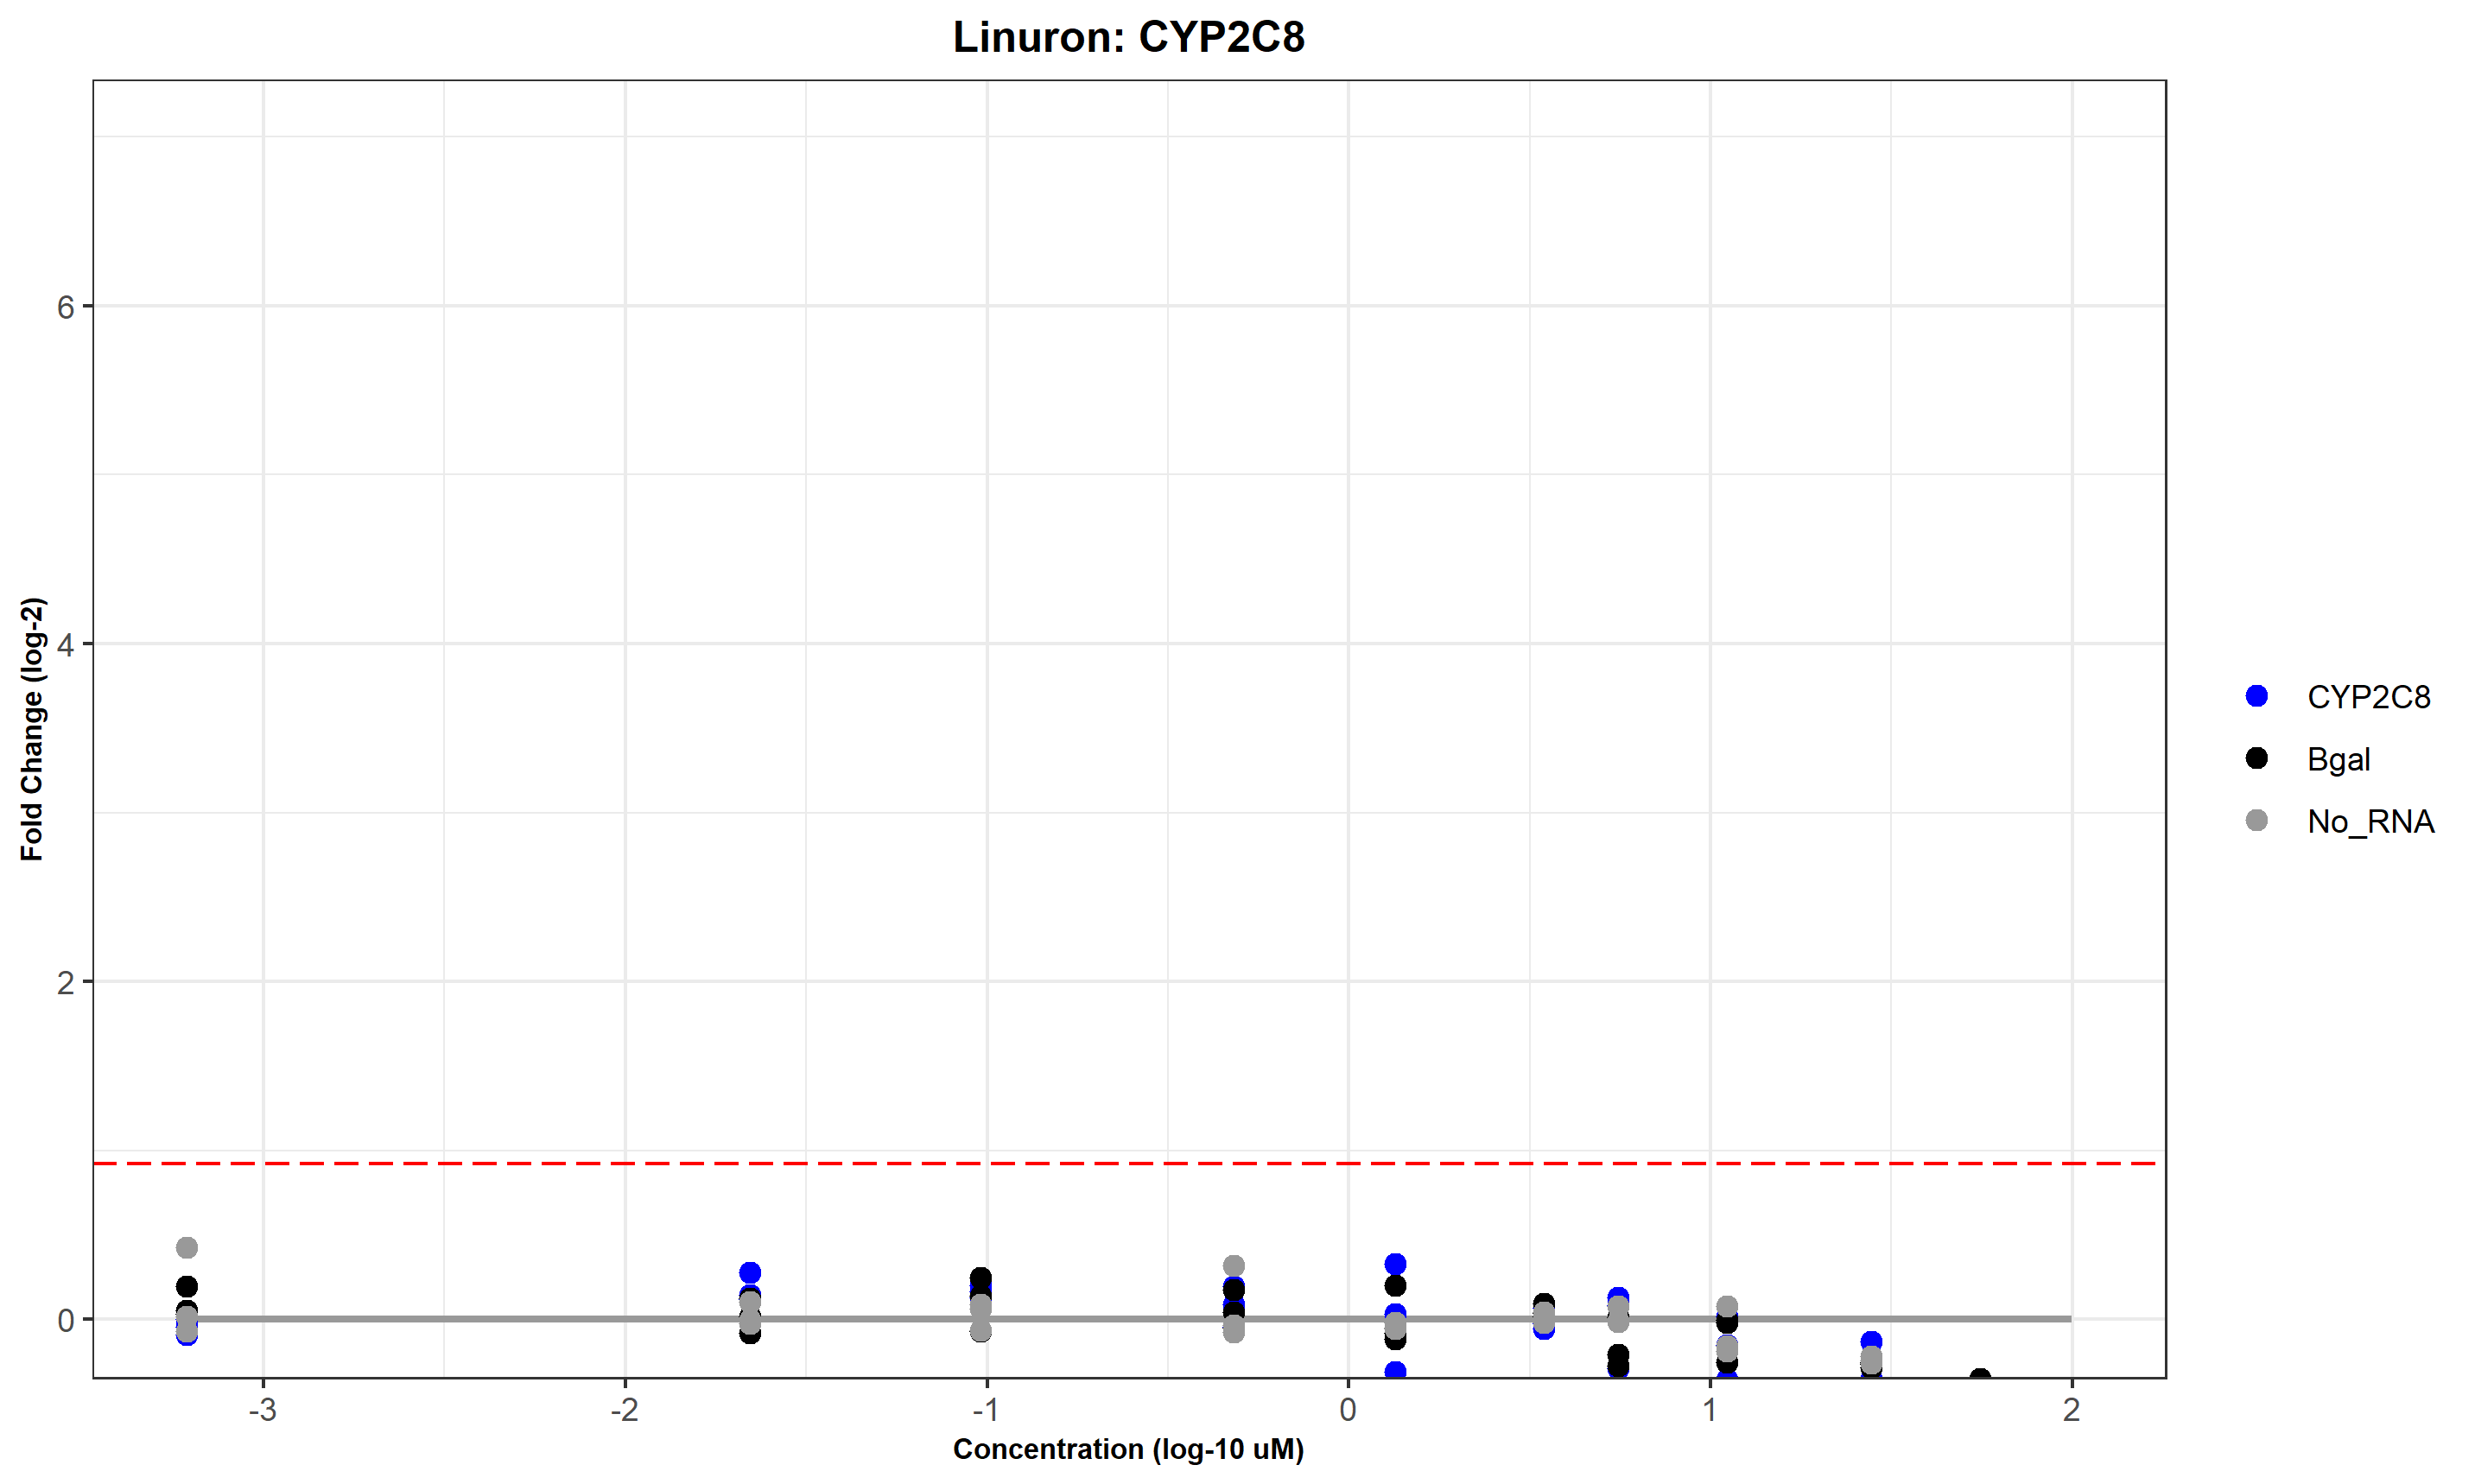 Linuron: CYP2C8
Fold Change (log-2)
6
4
2
0
-3
-2
-1
0
1
2
Concentration (log-10 uM)
CYP2C8
Bgal
No_RNA